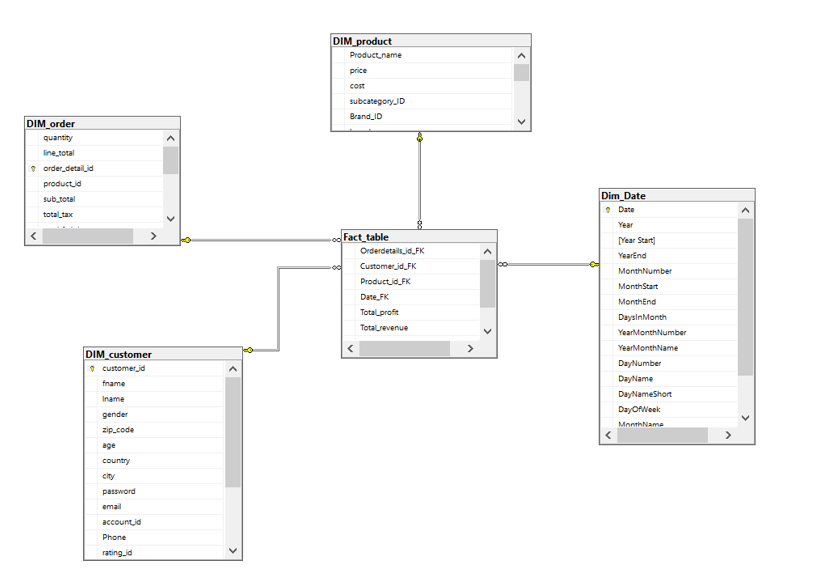 DIM_product
Product_name
price
cost
subcategory_ID
Brand_ID
DIM_order
quantity
line_total
order_detail_id
product_id
sub_total
total_tax
Dim_Date
Date
Year
[Year Start]
YearEnd
MonthNumber
MonthStart
MonthEnd
DaysInMonth
YearMonthNumber
YearMonthName
DayNumber
DayName
DayNameShort
DayOfWeek
MonthName
Fact_table
Orderdetails_id_FK
Customer_id_FK
Product_id_FK
Date_FK
Total_profit
Total_revenue
DIM_customer
customer_id
fname
lname
gender
zip_code
age
country
city
password
email
account_id
Phone
rating_id